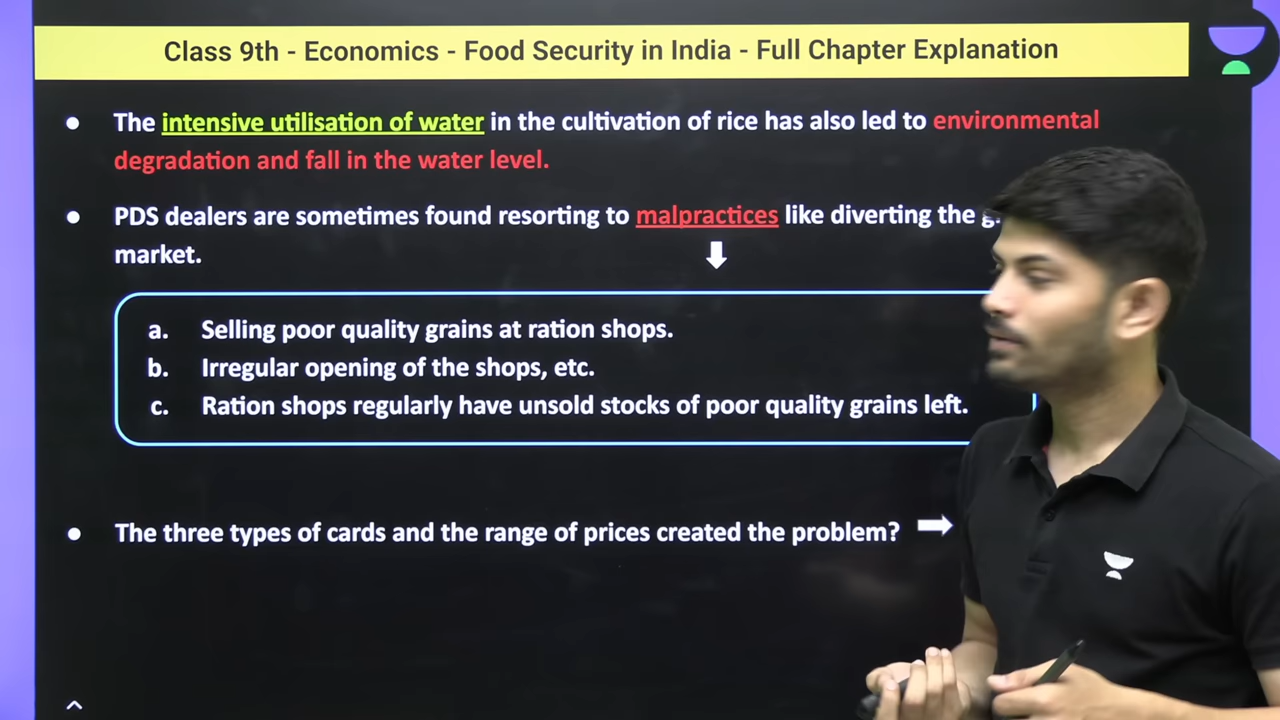 Class 9th - Economics - Food Security in India - Full Chapter Explanation
● The intensive utilisation of water in the cultivation of rice has also led to environmental
degradation and fall in the water level.
● PDS dealers are sometimes found resorting to malpractices like diverting the
market.
a. Selling poor quality grains at ration shops.
b. Irregular opening of the shops, etc.
c. Ration shops regularly have unsold stocks of poor quality grains left.
● The three types of cards and the range of prices created the problem?